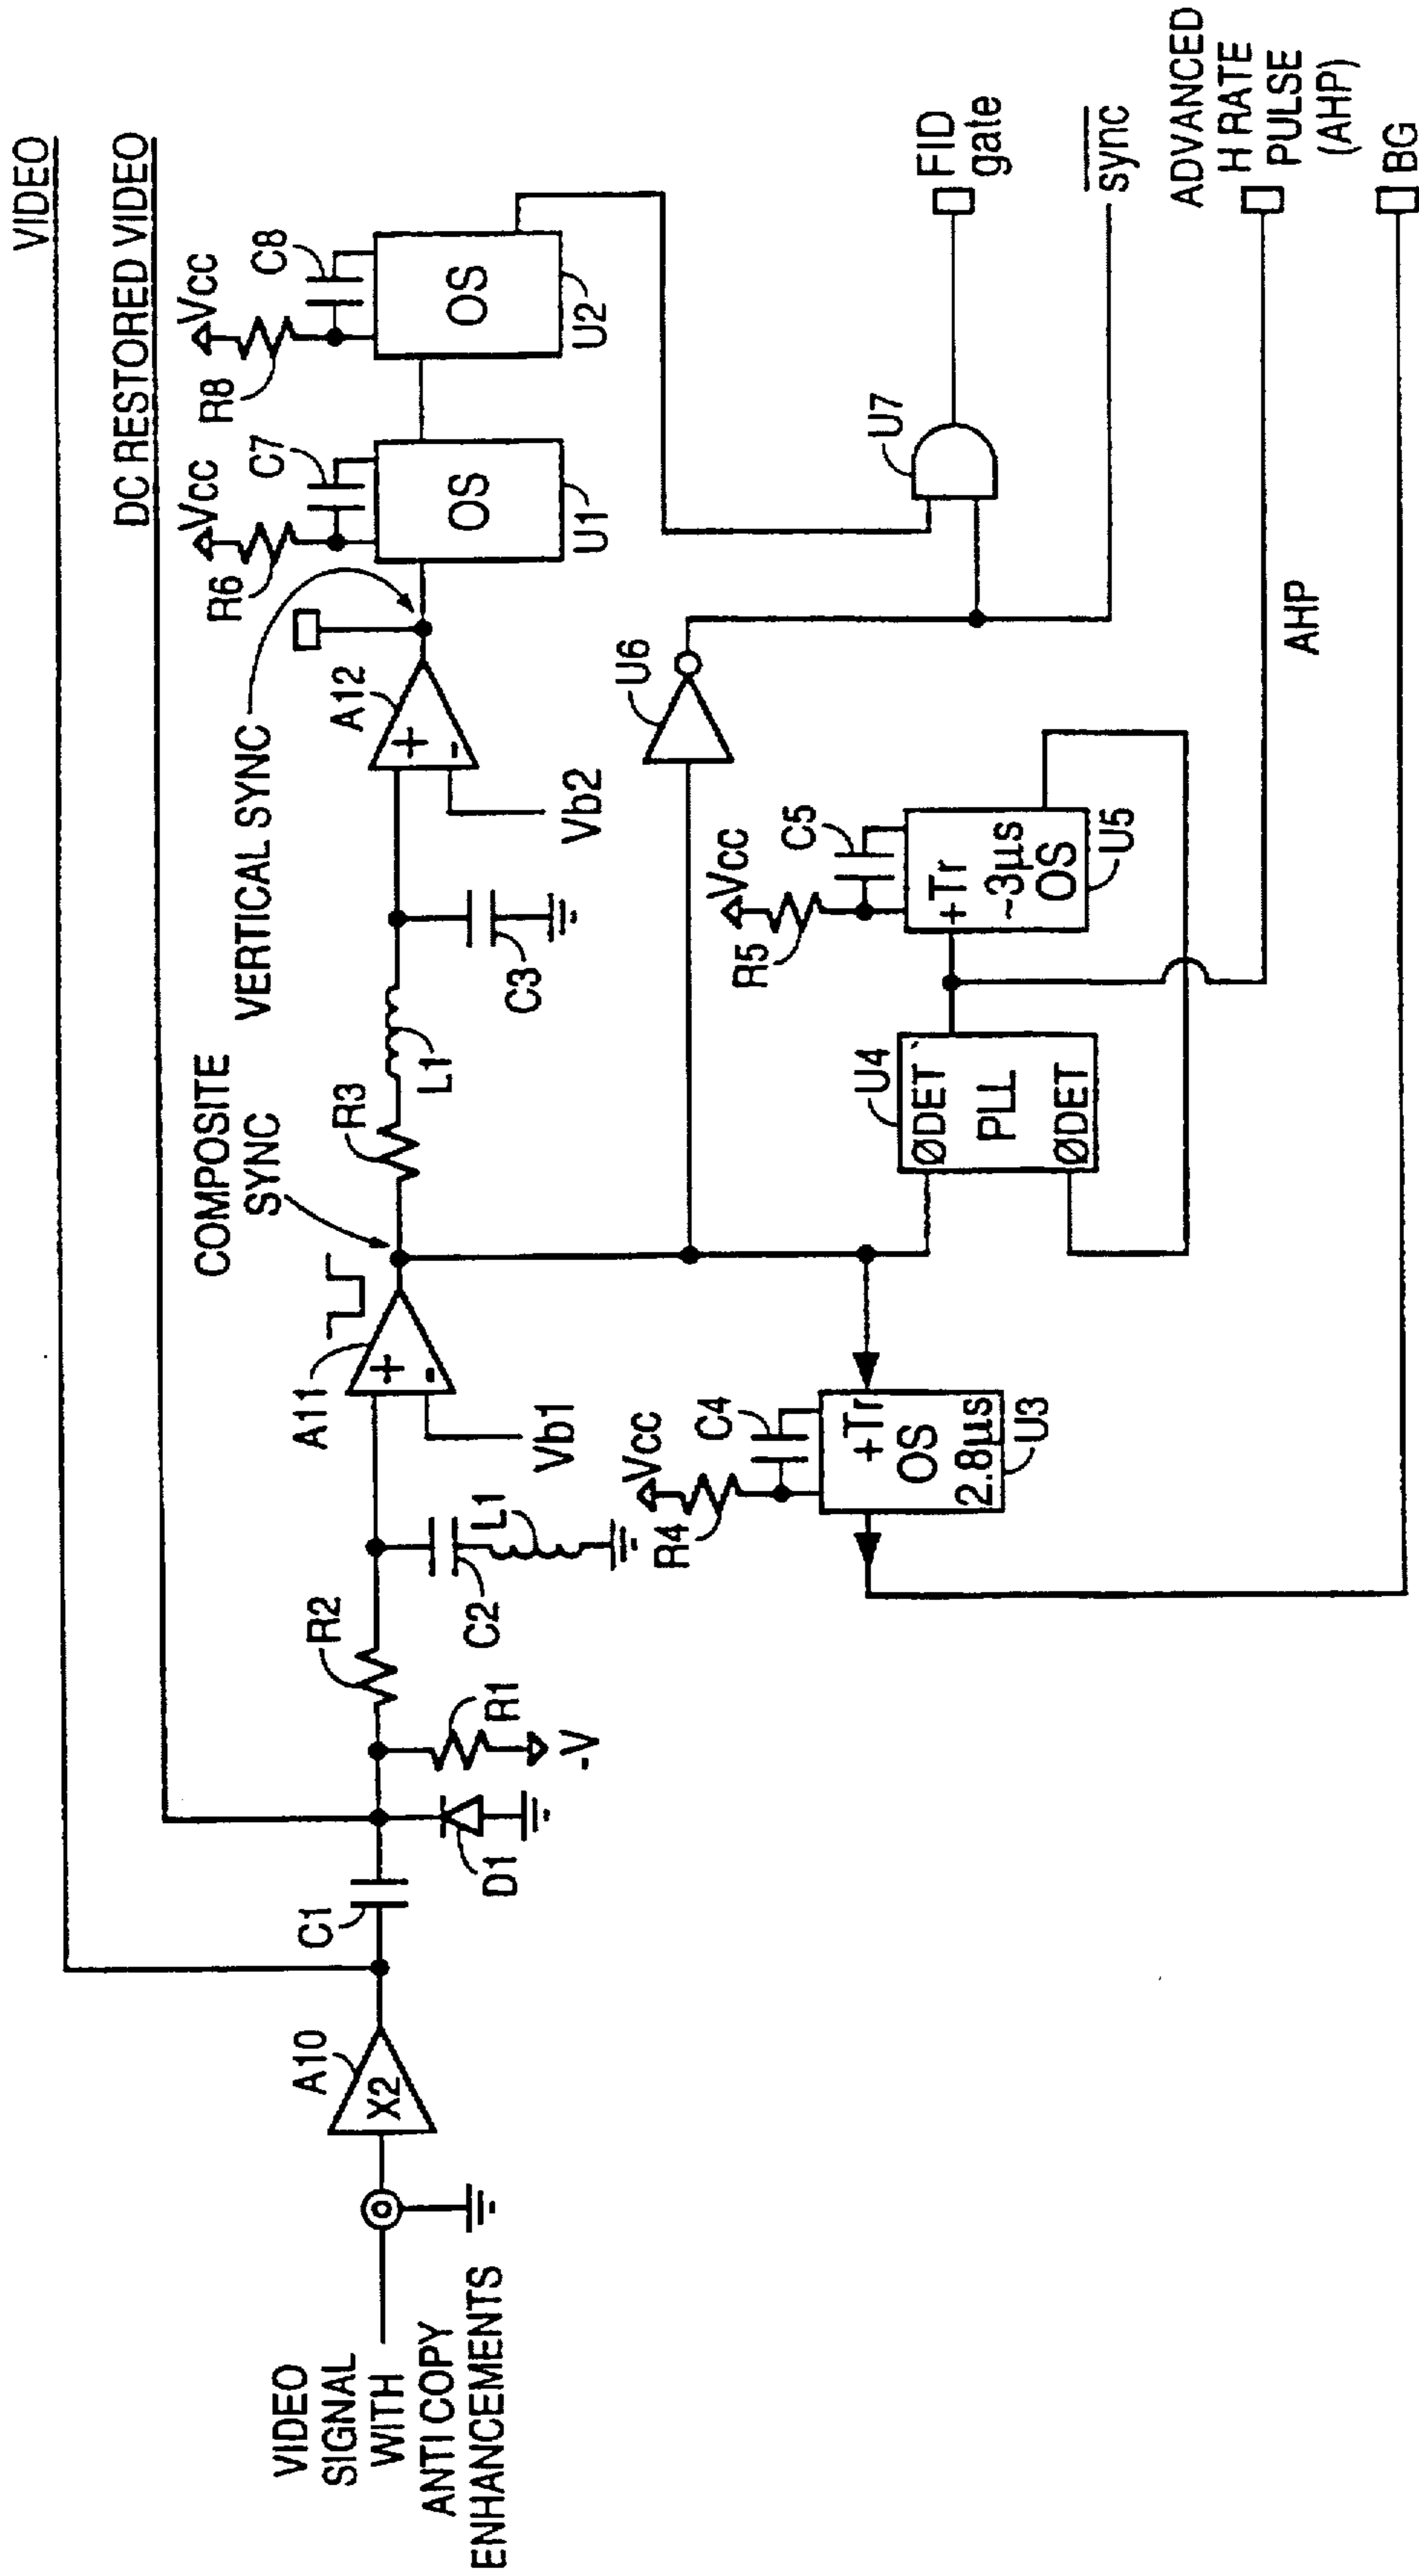 VIDEO
DC RESTORED VIDEO
VIDEO
SIGNAL
WITH
ANTI COPY
ENHANCEMENTS
A10
X2
C1
D1
R1
-V
R2
C2
L1
A11
+
-
Vb1
COMPOSITE
SYNC
R3
L1
C3
VERTICAL SYNC
A12
+
-
Vb2
R6
Vcc
C7
OS
U1
R8
Vcc
C8
OS
U2
U6
U7
FID
gate
sync
R4
Vcc
C4
+Tr
OS
2.8µs
U3
U4
ØDET
PLL
ØDET
R5
Vcc
C5
+Tr
~3µs
OS
U5
AHP
ADVANCED
H RATE
PULSE
(AHP)
BG